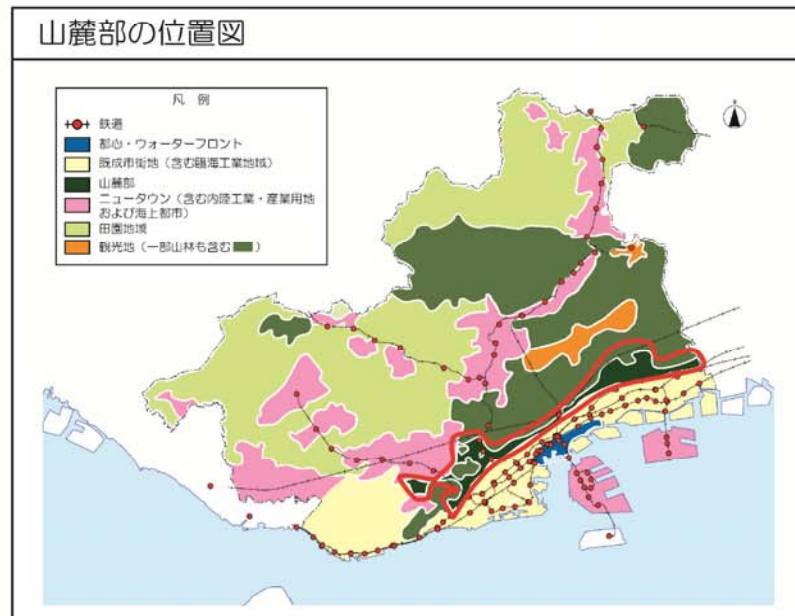 山麓部の位置図
凡 例
鉄道
都心・ウォーターフロント
既成市街地（含む臨海工業地域）
山麓部
ニュータウン（含む内陸工業・産業用地
および海上都市）
田園地域
観光地（一部山林も含む　）